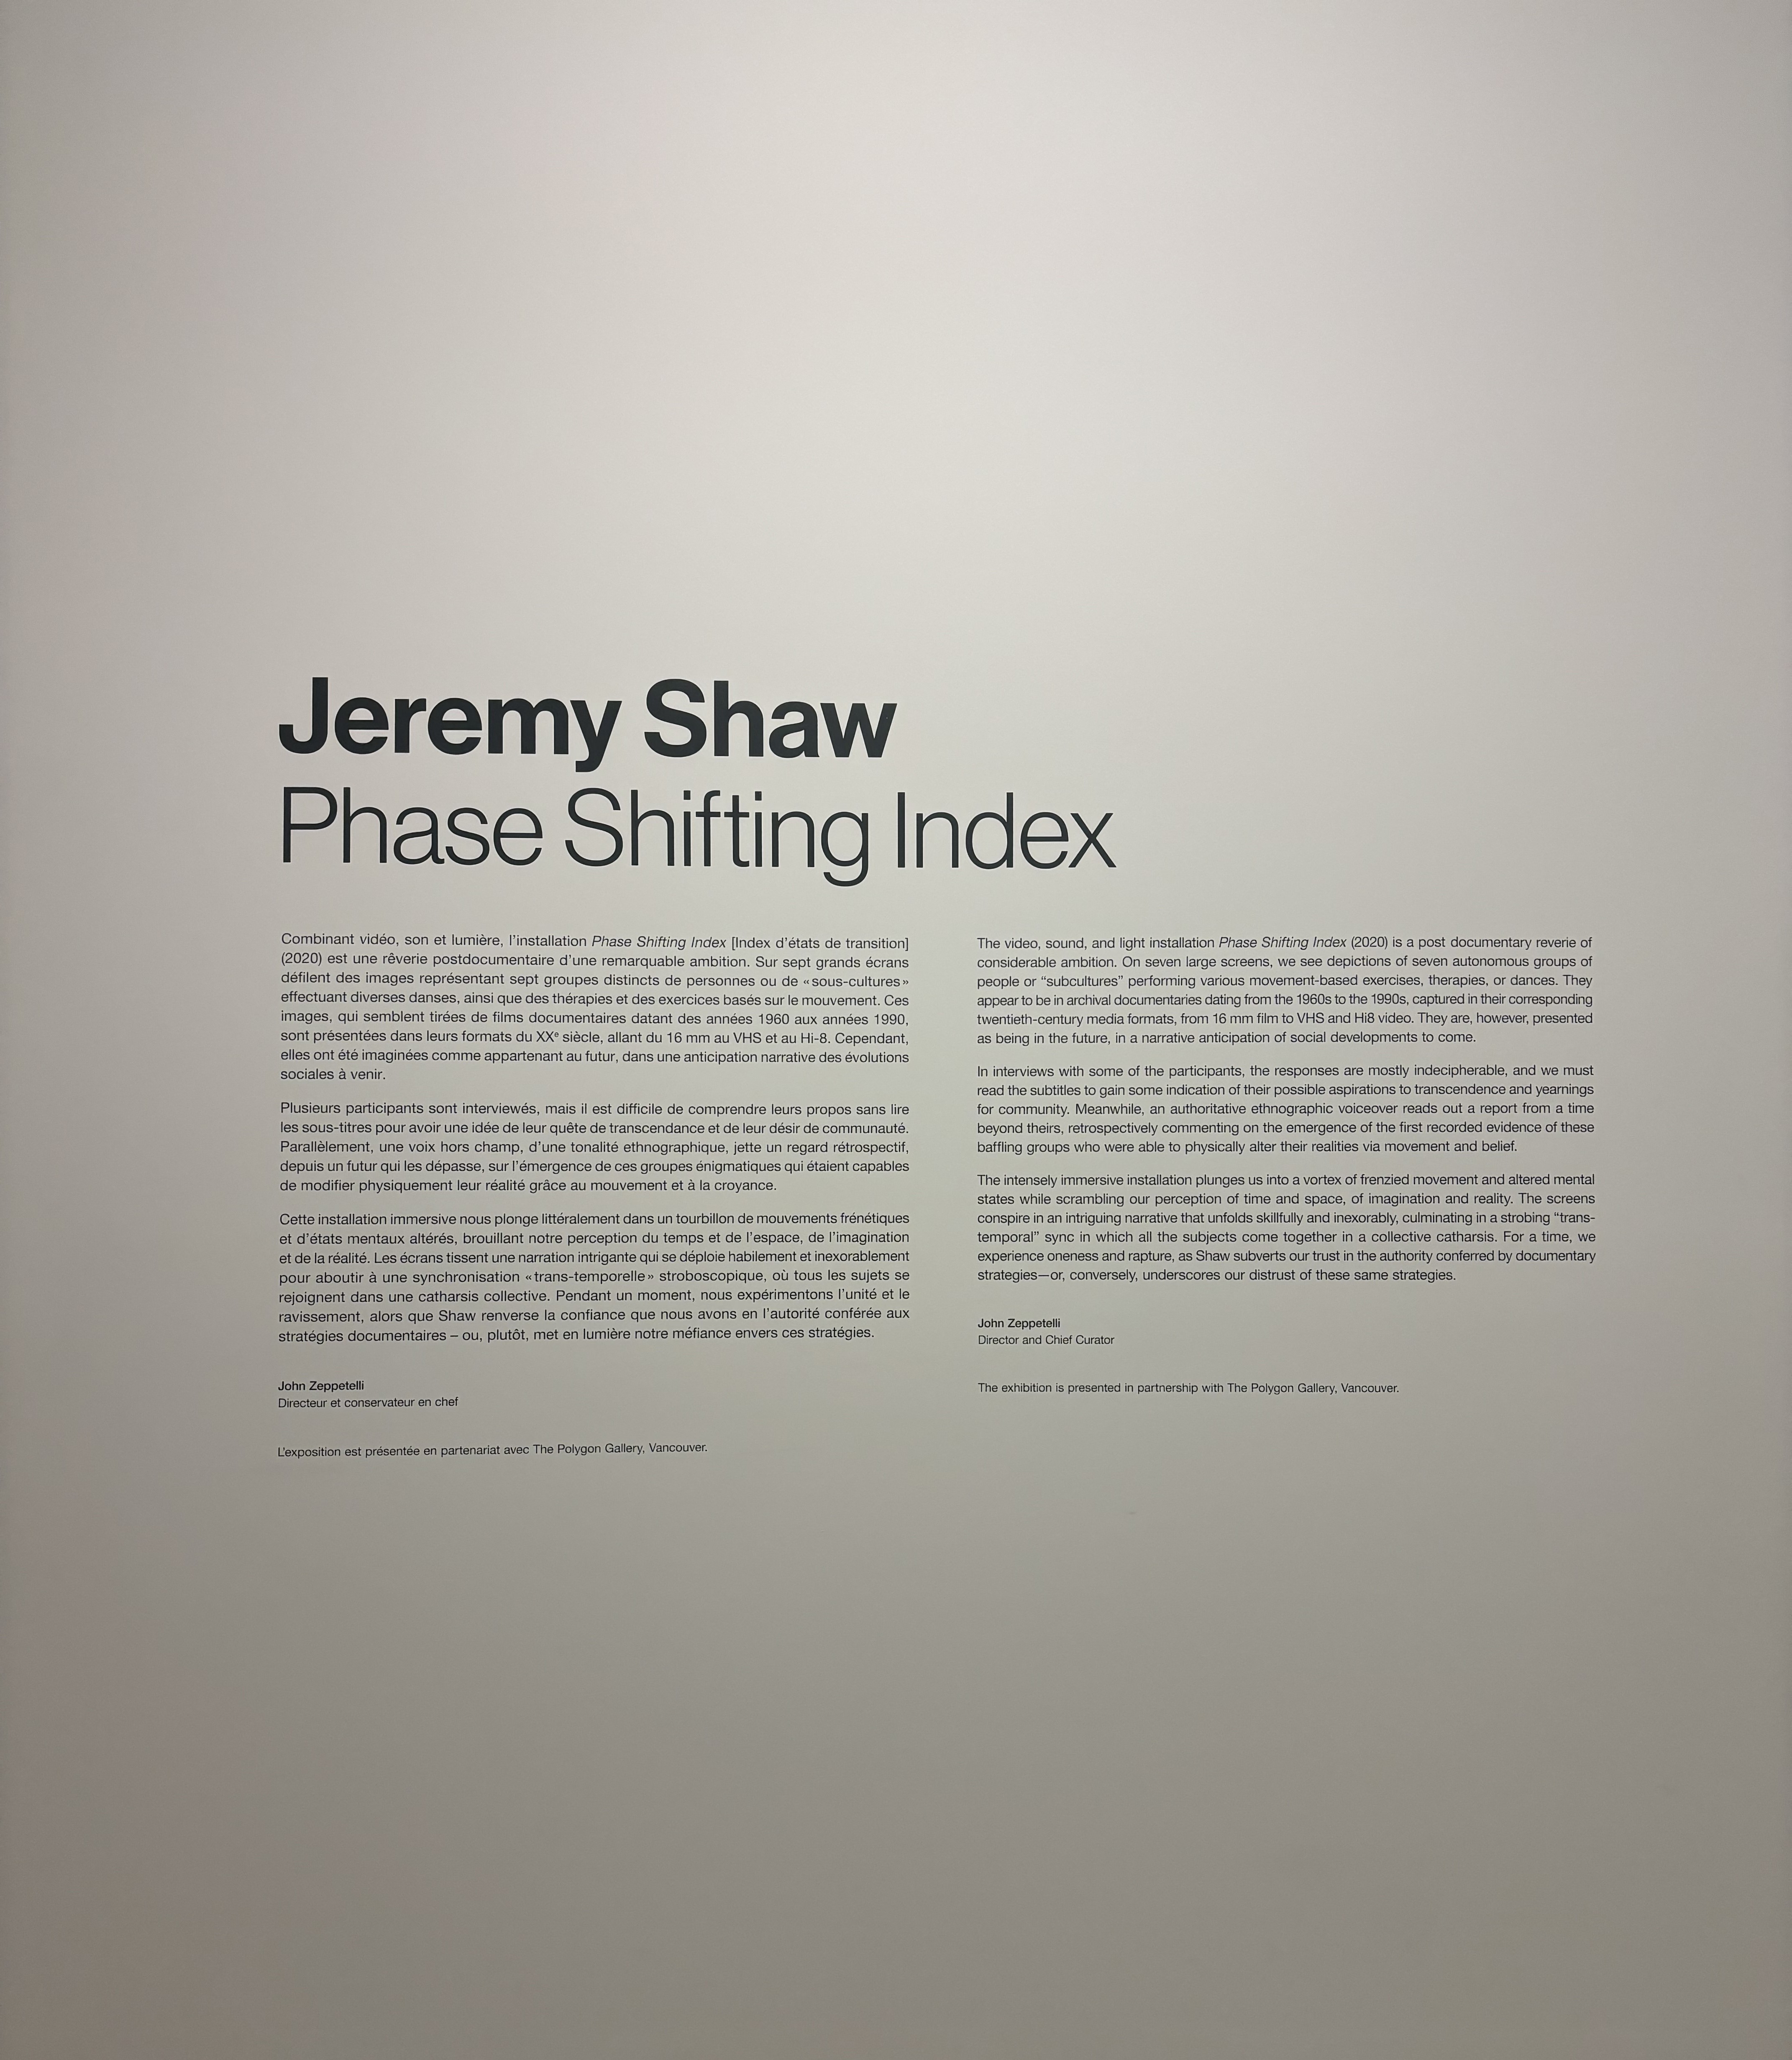 Jeremy Shaw
Phase Shifting Index
Combinant vidéo, son et lumière, l'installation Phase Shifting Index [Index d'états de transition]
(2020) est une rêverie postdocumentaire d'une remarquable ambition. Sur sept grands écrans
défilent des images représentant sept groupes distincts de personnes ou de « sous-cultures »
effectuant diverses danses, ainsi que des thérapies et des exercices basés sur le mouvement. Ces
images, qui semblent tirées de films documentaires datant des années 1960 aux années 1990,
sont présentées dans leurs formats du XXᵉ siècle, allant du 16 mm au VHS et au Hi-8. Cependant,
elles ont été imaginées comme appartenant au futur, dans une anticipation narrative des évolutions
sociales à venir.
Plusieurs participants sont interviewés, mais il est difficile de comprendre leurs propos sans lire
les sous-titres pour avoir une idée de leur quête de transcendance et de leur désir de communauté.
Parallèlement, une voix hors champ, d'une tonalité ethnographique, jette un regard rétrospectif,
depuis un futur qui les dépasse, sur l'émergence de ces groupes énigmatiques qui étaient capables
de modifier physiquement leur réalité grâce au mouvement et à la croyance.
Cette installation immersive nous plonge littéralement dans un tourbillon de mouvements frénétiques
et d'états mentaux altérés, brouillant notre perception du temps et de l'espace, de l'imagination
et de la réalité. Les écrans tissent une narration intrigante qui se déploie habilement et inexorablement
pour aboutir à une synchronisation « trans-temporelle » stroboscopique, où tous les sujets se
rejoignent dans une catharsis collective. Pendant un moment, nous expérimentons l'unité et le
ravissement, alors que Shaw renverse la confiance que nous avons en l'autorité conférée aux
stratégies documentaires – ou, plutôt, met en lumière notre méfiance envers ces stratégies.
John Zeppetelli
Directeur et conservateur en chef
L'exposition est présentée en partenariat avec The Polygon Gallery, Vancouver.
The video, sound, and light installation Phase Shifting Index (2020) is a post documentary reverie of
considerable ambition. On seven large screens, we see depictions of seven autonomous groups of
people or “subcultures” performing various movement-based exercises, therapies, or dances. They
appear to be in archival documentaries dating from the 1960s to the 1990s, captured in their corresponding
twentieth-century media formats, from 16 mm film to VHS and Hi8 video. They are, however, presented
as being in the future, in a narrative anticipation of social developments to come.
In interviews with some of the participants, the responses are mostly indecipherable, and we must
read the subtitles to gain some indication of their possible aspirations to transcendence and yearnings
for community. Meanwhile, an authoritative ethnographic voiceover reads out a report from a time
beyond theirs, retrospectively commenting on the emergence of the first recorded evidence of these
baffling groups who were able to physically alter their realities via movement and belief.
The intensely immersive installation plunges us into a vortex of frenzied movement and altered mental
states while scrambling our perception of time and space, of imagination and reality. The screens
conspire in an intriguing narrative that unfolds skillfully and inexorably, culminating in a strobing “trans-
temporal” sync in which all the subjects come together in a collective catharsis. For a time, we
experience oneness and rapture, as Shaw subverts our trust in the authority conferred by documentary
strategies—or, conversely, underscores our distrust of these same strategies.
John Zeppetelli
Director and Chief Curator
The exhibition is presented in partnership with The Polygon Gallery, Vancouver.